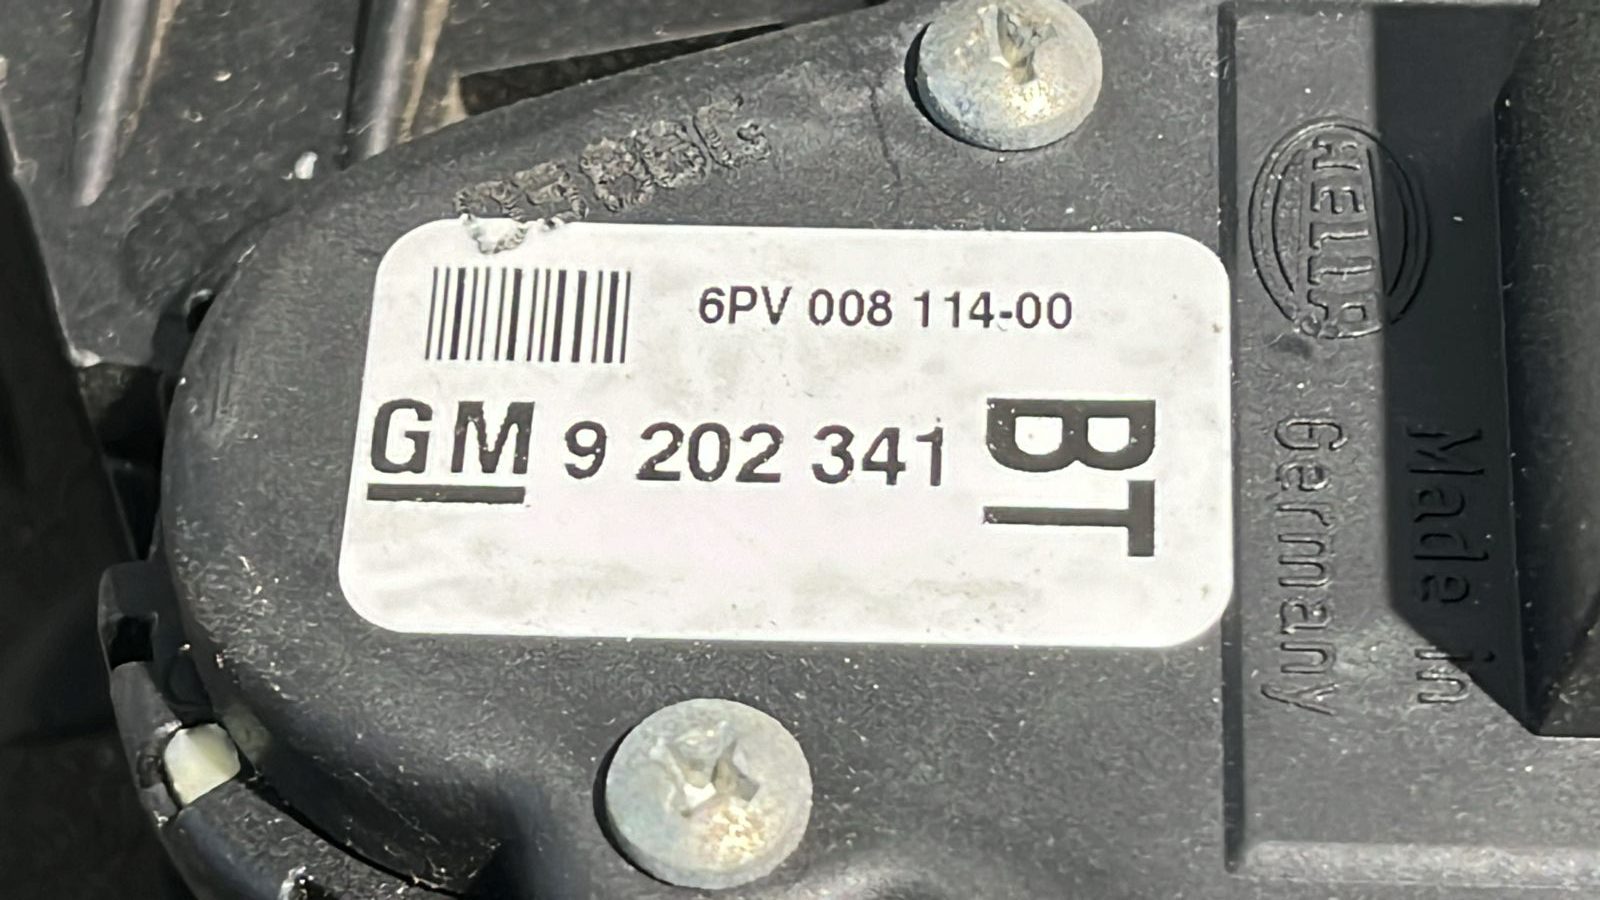 6PV 008 114-00
GM 9 202 341 BT
HELLA
Made in
Germany